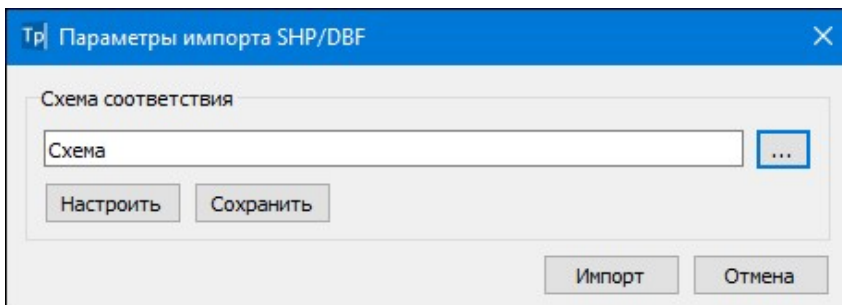 Тр Параметры импорта SHP/DBF
Схема соответствия
Схема ...
Настроить Сохранить
Импорт Отмена